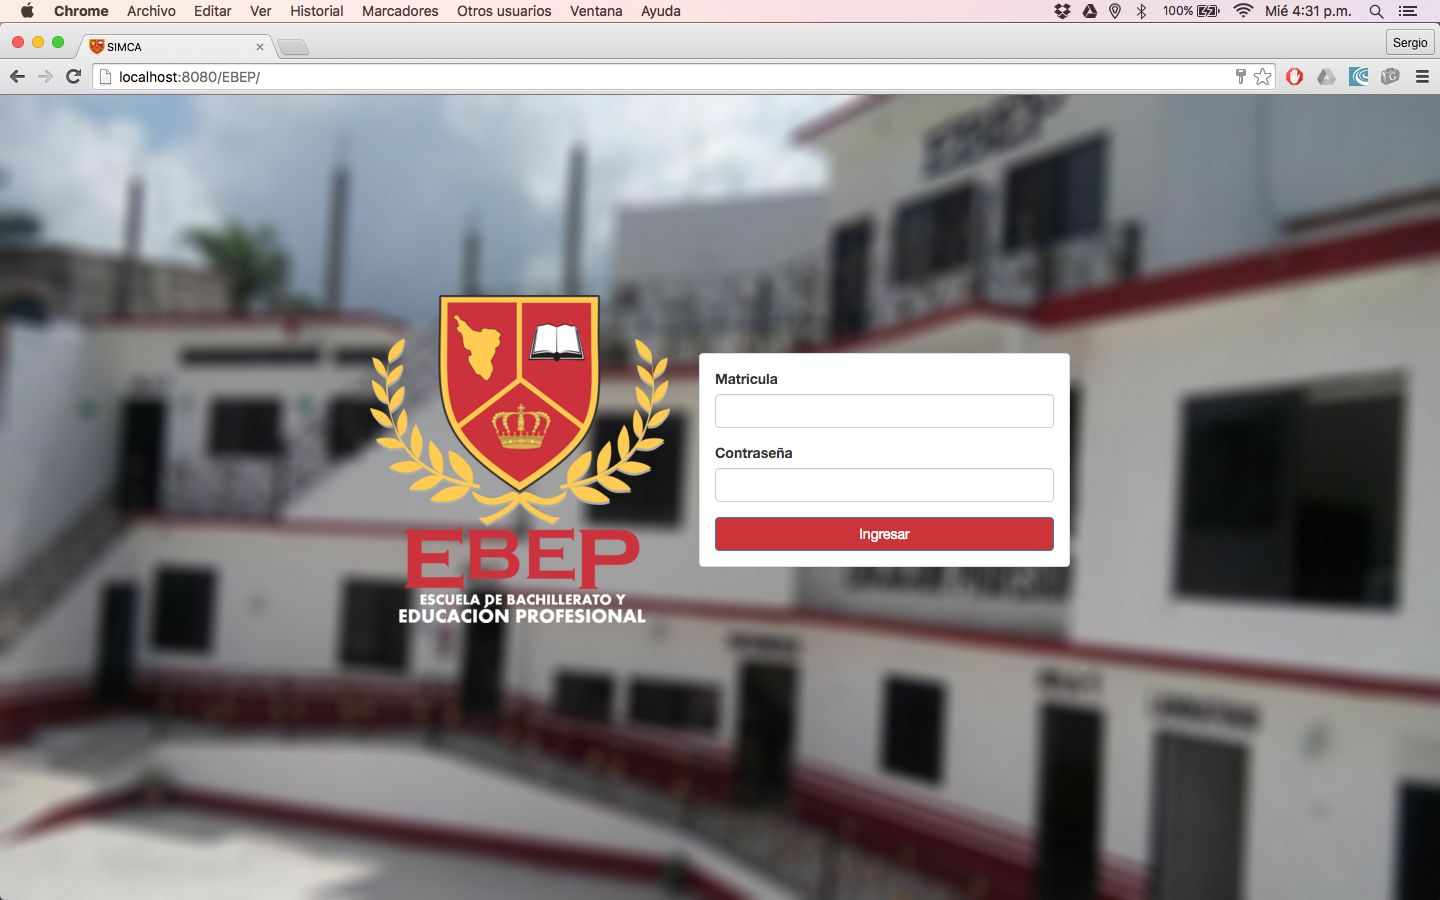 Chrome Archivo Editar Ver Historial Marcadores Otros usuarios Ventana Ayuda 100% Mié 4:31 p.m.
SIMCA Sergio
localhost:8080/EBEP/
EBEP
Matricula
Contraseña
Ingresar
EBEP
ESCUELA DE BACHILLERATO Y
EDUCACIÓN PROFESIONAL